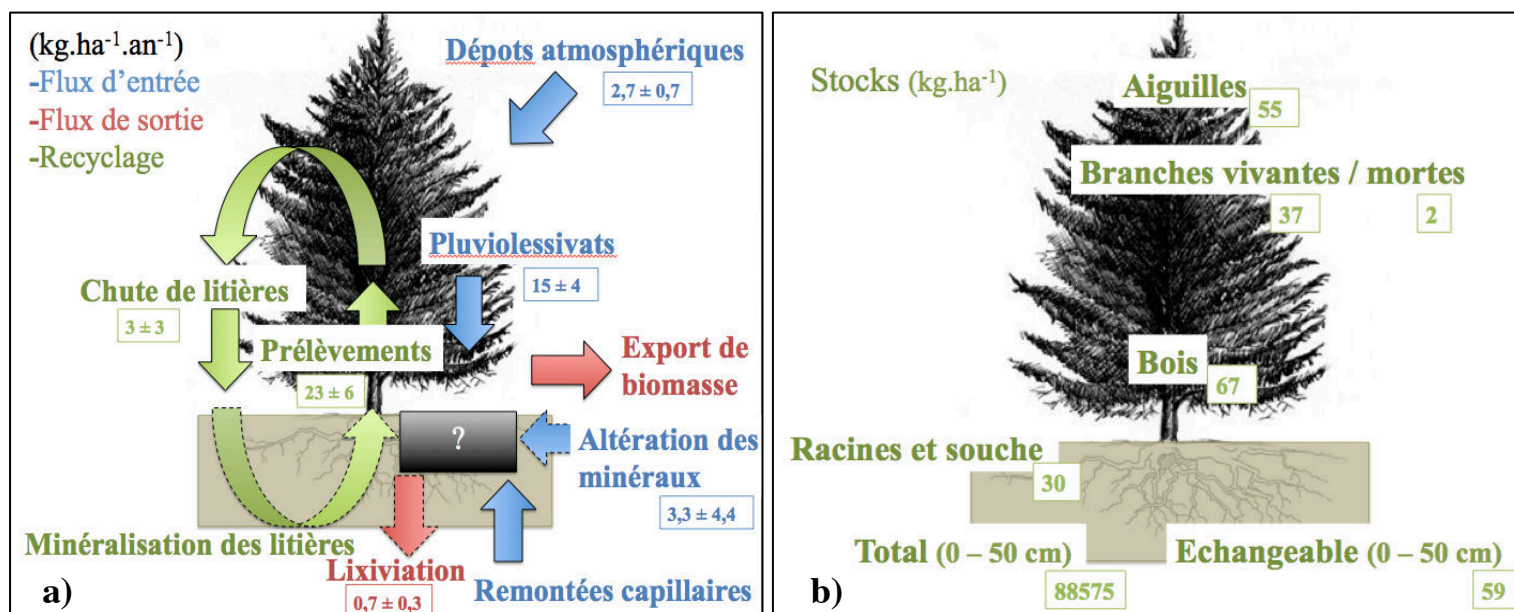 (kg.ha⁻¹.an⁻¹)
-Flux d'entrée
-Flux de sortie
-Recyclage
Dépots atmosphériques
2,7 ± 0,7
Pluviolessivats
15 ± 4
Chute de litières
3 ± 3
Prélèvements
23 ± 6
Export de
biomasse
?
Altération des
minéraux
3,3 ± 4,4
Minéralisation des litières
Lixiviation
0,7 ± 0,3
Remontées capillaires
a)
Stocks (kg.ha⁻¹)
Aiguilles
55
Branches vivantes / mortes
37 2
Bois
67
Racines et souche
30
Total (0 – 50 cm) Echangeable (0 – 50 cm)
88575 59
b)